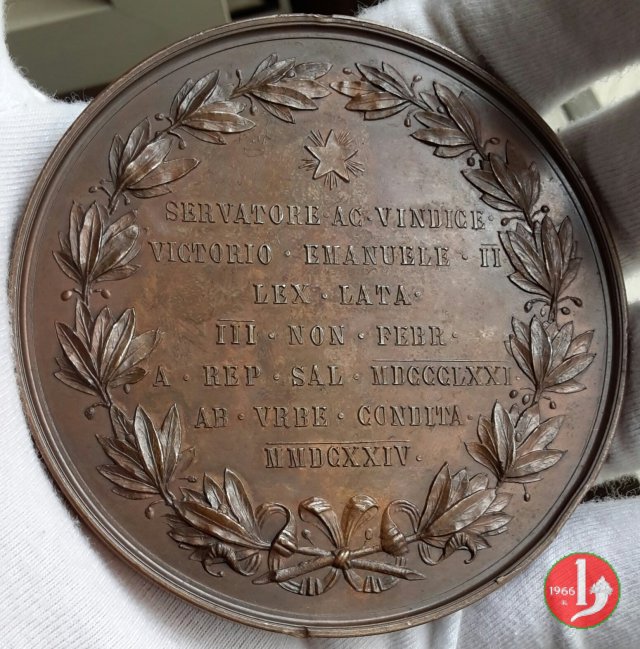 SERVATORE·AC·VINDICE
VICTORIO · EMANUELE · II
LEX · LATA·
III · NON · FEBR·
A · REP · SAL · MDCCCLXXI·
AB · VRBE · CONDITA·
MMDCXXIV·
1966